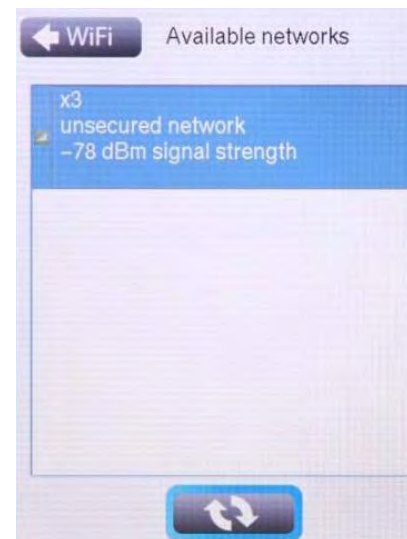 WiFi
Available networks
x3
unsecured network
–78 dBm signal strength